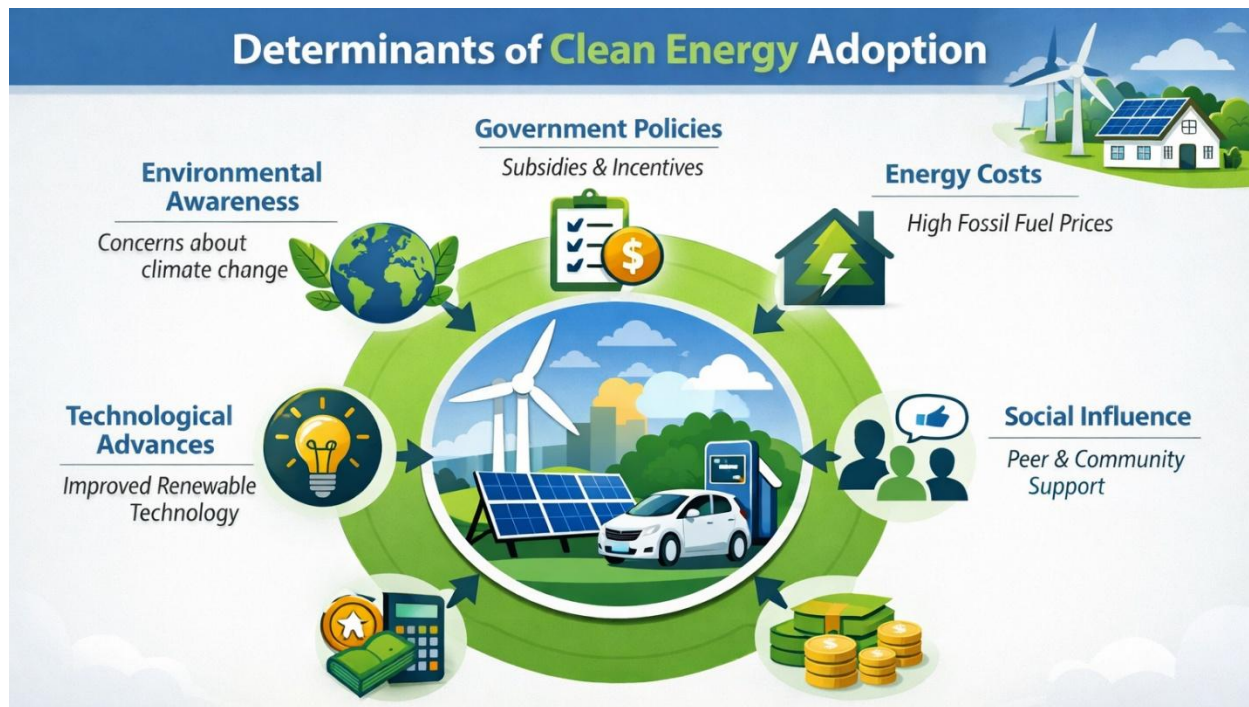 Determinants of Clean Energy Adoption
Government Policies
Subsidies & Incentives
Environmental
Awareness
Concerns about
climate change
Energy Costs
High Fossil Fuel Prices
Technological
Advances
Improved Renewable
Technology
Social Influence
Peer & Community
Support
$
$
$
$